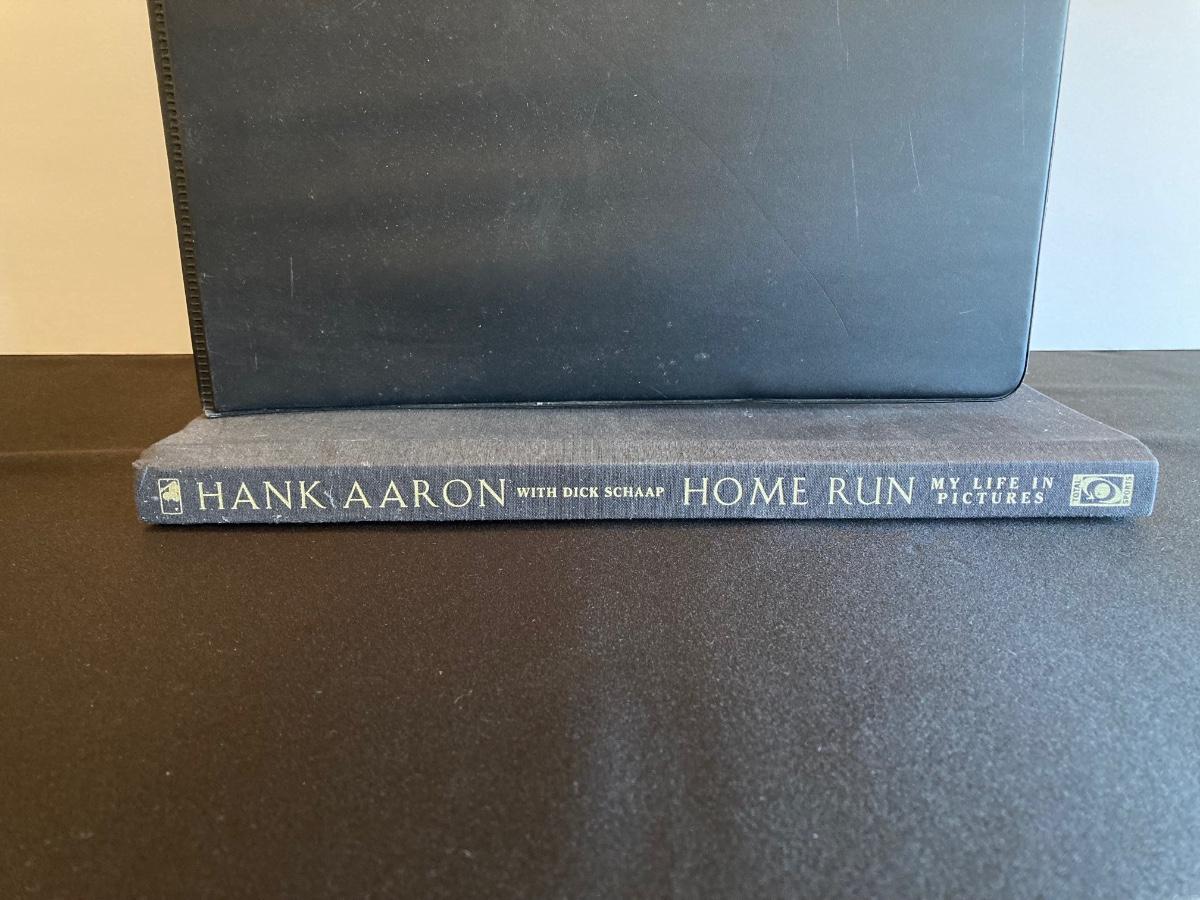 HANK AARON WITH DICK SCHAAP HOME RUN MY LIFE IN
PICTURES
TOTAL
SPORTS